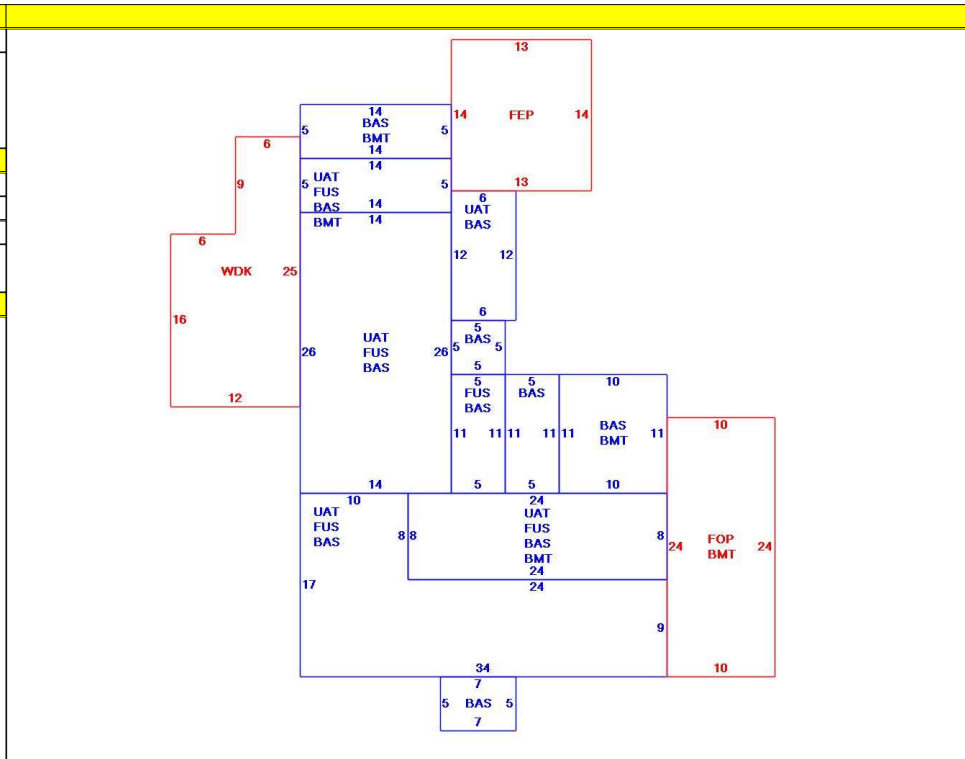 13
14 FEP 14
13
14
5 BAS 5
BMT
14
6
9
14
5 UAT 5
FUS
BAS 14
BMT 14
6
UAT
BAS
12 12
6
6
WDK 25
16
12
UAT
26 FUS 26
BAS
14
5
5 BAS 5
5
5
FUS
BAS
11 11
5
5
BAS
11 11
5
10
BAS
11 BMT 11
10
10
FOP
24 BMT 24
10
10
UAT
FUS
BAS
8
17
24
UAT
8 FUS 8
BAS
BMT
24
24
9
34
7
5 BAS 5
7